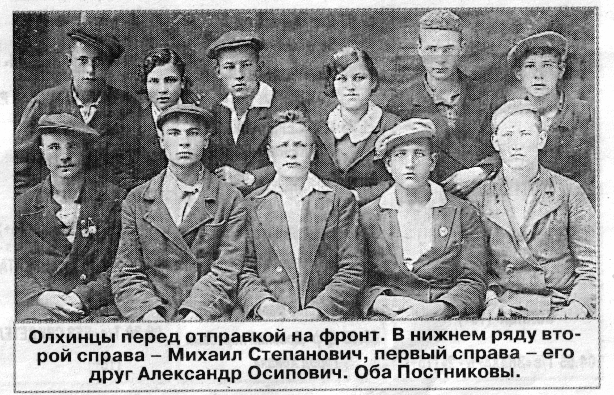 Олхинцы перед отправкой на фронт. В нижнем ряду вто-
рой справа – Михаил Степанович, первый справа – его
друг Александр Осипович. Оба Постниковы.